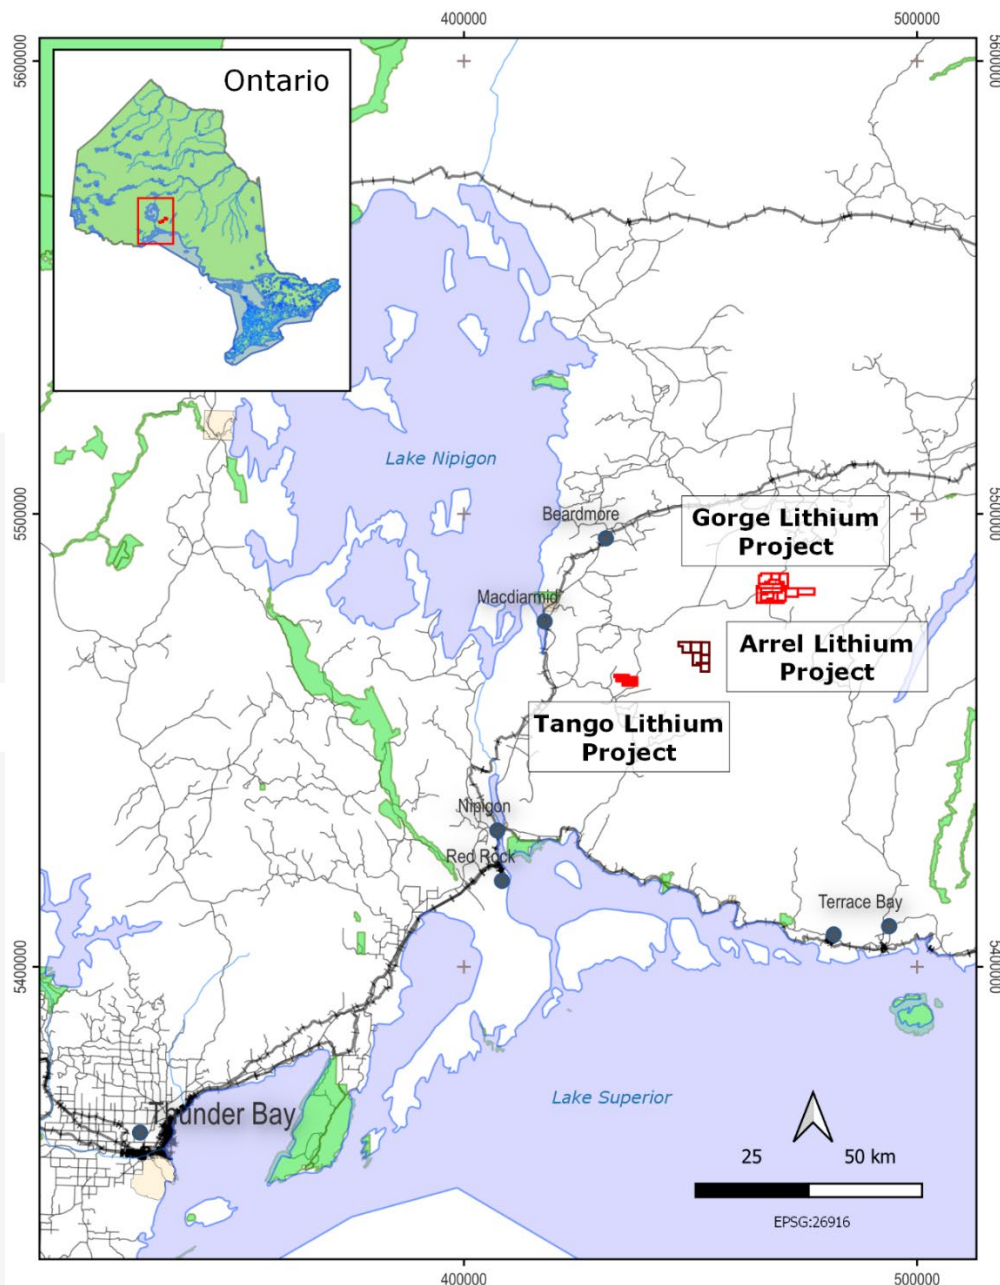 400000
500000
5600000
5600000
Ontario
Lake Nipigon
5500000
5500000
Beardmore
Gorge Lithium
Project
Macdiarmid
Arrel Lithium
Project
Tango Lithium
Project
Nipigon
Red Rock
Terrace Bay
5400000
5400000
Lake Superior
Thunder Bay
25
50 km
EPSG:26916
400000
500000